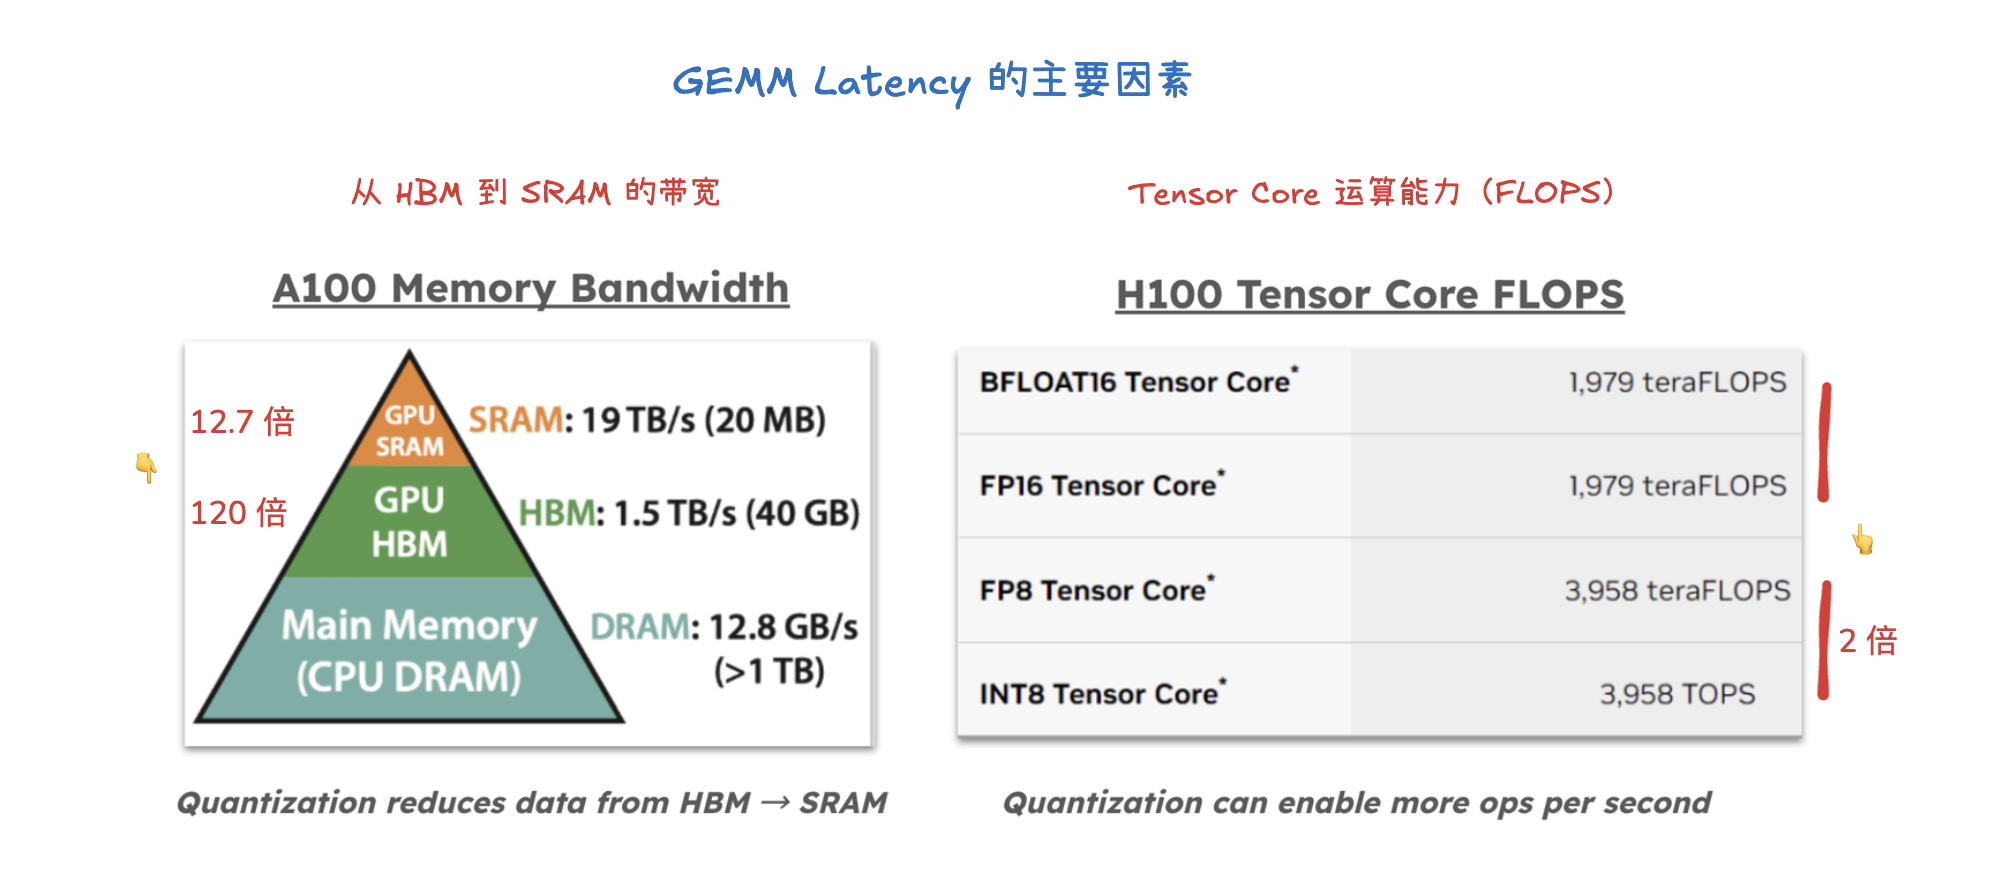 GEMM Latency 的主要因素
从 HBM 到 SRAM 的带宽
A100 Memory Bandwidth
12.7 倍
GPU
SRAM
SRAM: 19 TB/s (20 MB)
👇
120 倍
GPU
HBM
HBM: 1.5 TB/s (40 GB)
Main Memory
(CPU DRAM)
DRAM: 12.8 GB/s
(>1 TB)
Quantization reduces data from HBM → SRAM
Tensor Core 运算能力（FLOPS）
H100 Tensor Core FLOPS
BFLOAT16 Tensor Core* 1,979 teraFLOPS
FP16 Tensor Core* 1,979 teraFLOPS
👆
FP8 Tensor Core* 3,958 teraFLOPS
2 倍
INT8 Tensor Core* 3,958 TOPS
Quantization can enable more ops per second